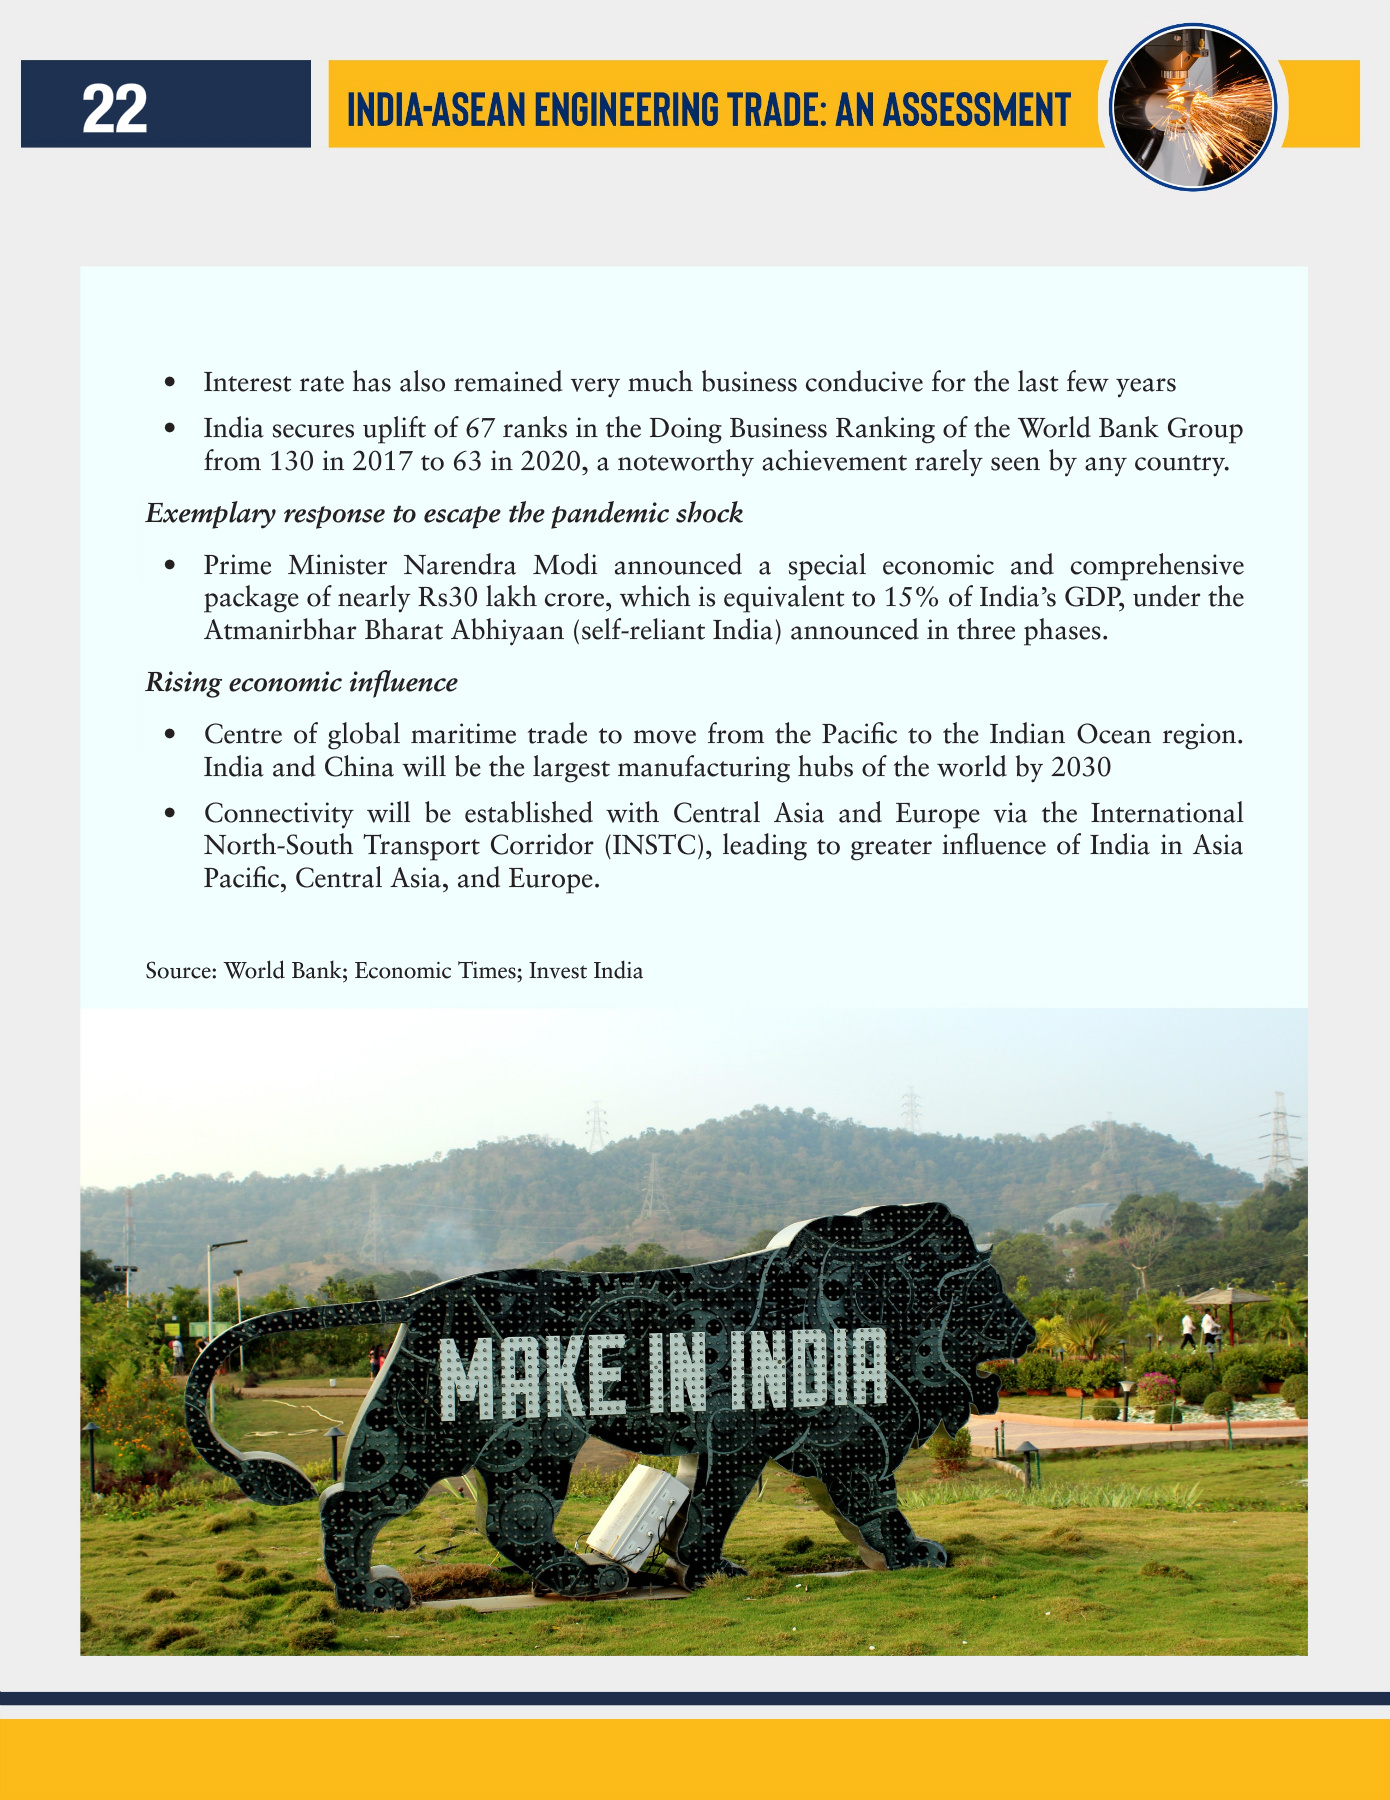 22
INDIA-ASEAN ENGINEERING TRADE: AN ASSESSMENT
• Interest rate has also remained very much business conducive for the last few years
• India secures uplift of 67 ranks in the Doing Business Ranking of the World Bank Group
from 130 in 2017 to 63 in 2020, a noteworthy achievement rarely seen by any country.
Exemplary response to escape the pandemic shock
• Prime Minister Narendra Modi announced a special economic and comprehensive
package of nearly Rs30 lakh crore, which is equivalent to 15% of India’s GDP, under the
Atmanirbhar Bharat Abhiyaan (self-reliant India) announced in three phases.
Rising economic influence
• Centre of global maritime trade to move from the Pacific to the Indian Ocean region.
India and China will be the largest manufacturing hubs of the world by 2030
• Connectivity will be established with Central Asia and Europe via the International
North-South Transport Corridor (INSTC), leading to greater influence of India in Asia
Pacific, Central Asia, and Europe.
Source: World Bank; Economic Times; Invest India
MAKE IN INDIA